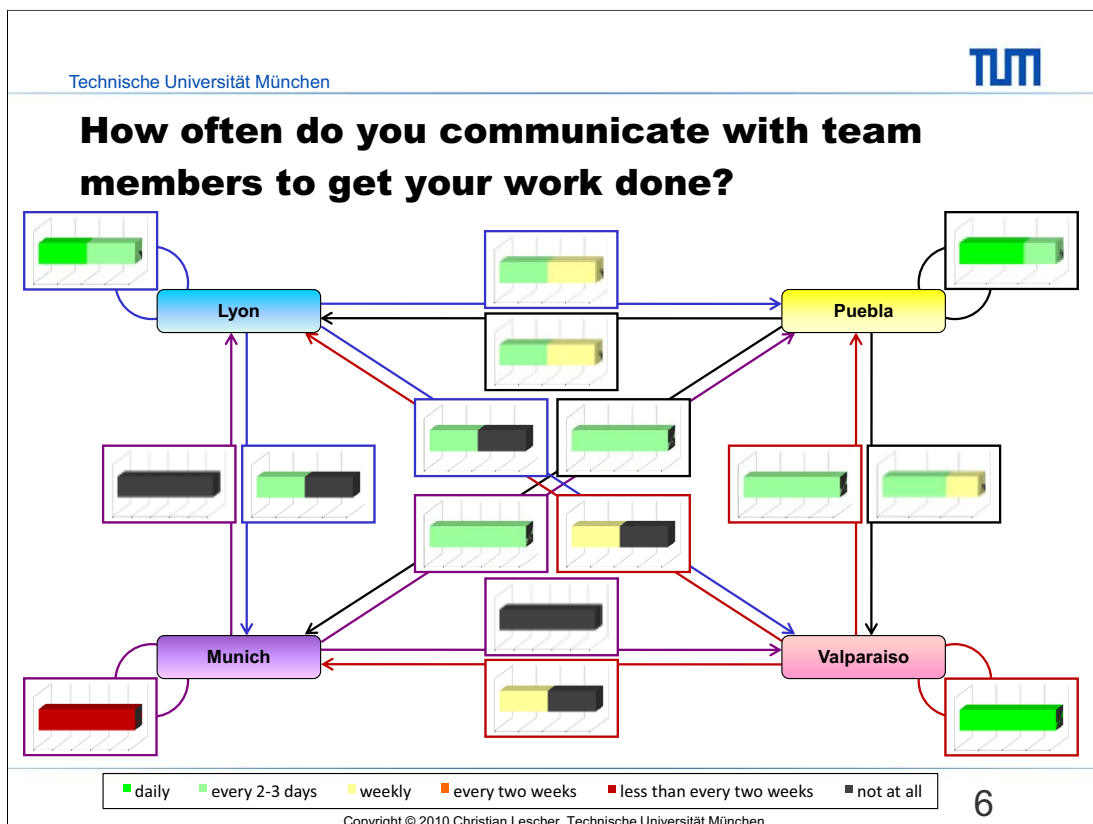 Technische Universität München
TUM
How often do you communicate with team
members to get your work done?
Lyon
Puebla
Munich
Valparaiso
daily every 2-3 days weekly every two weeks less than every two weeks not at all
6
Copyright © 2010 Christian Lescher, Technische Universität München